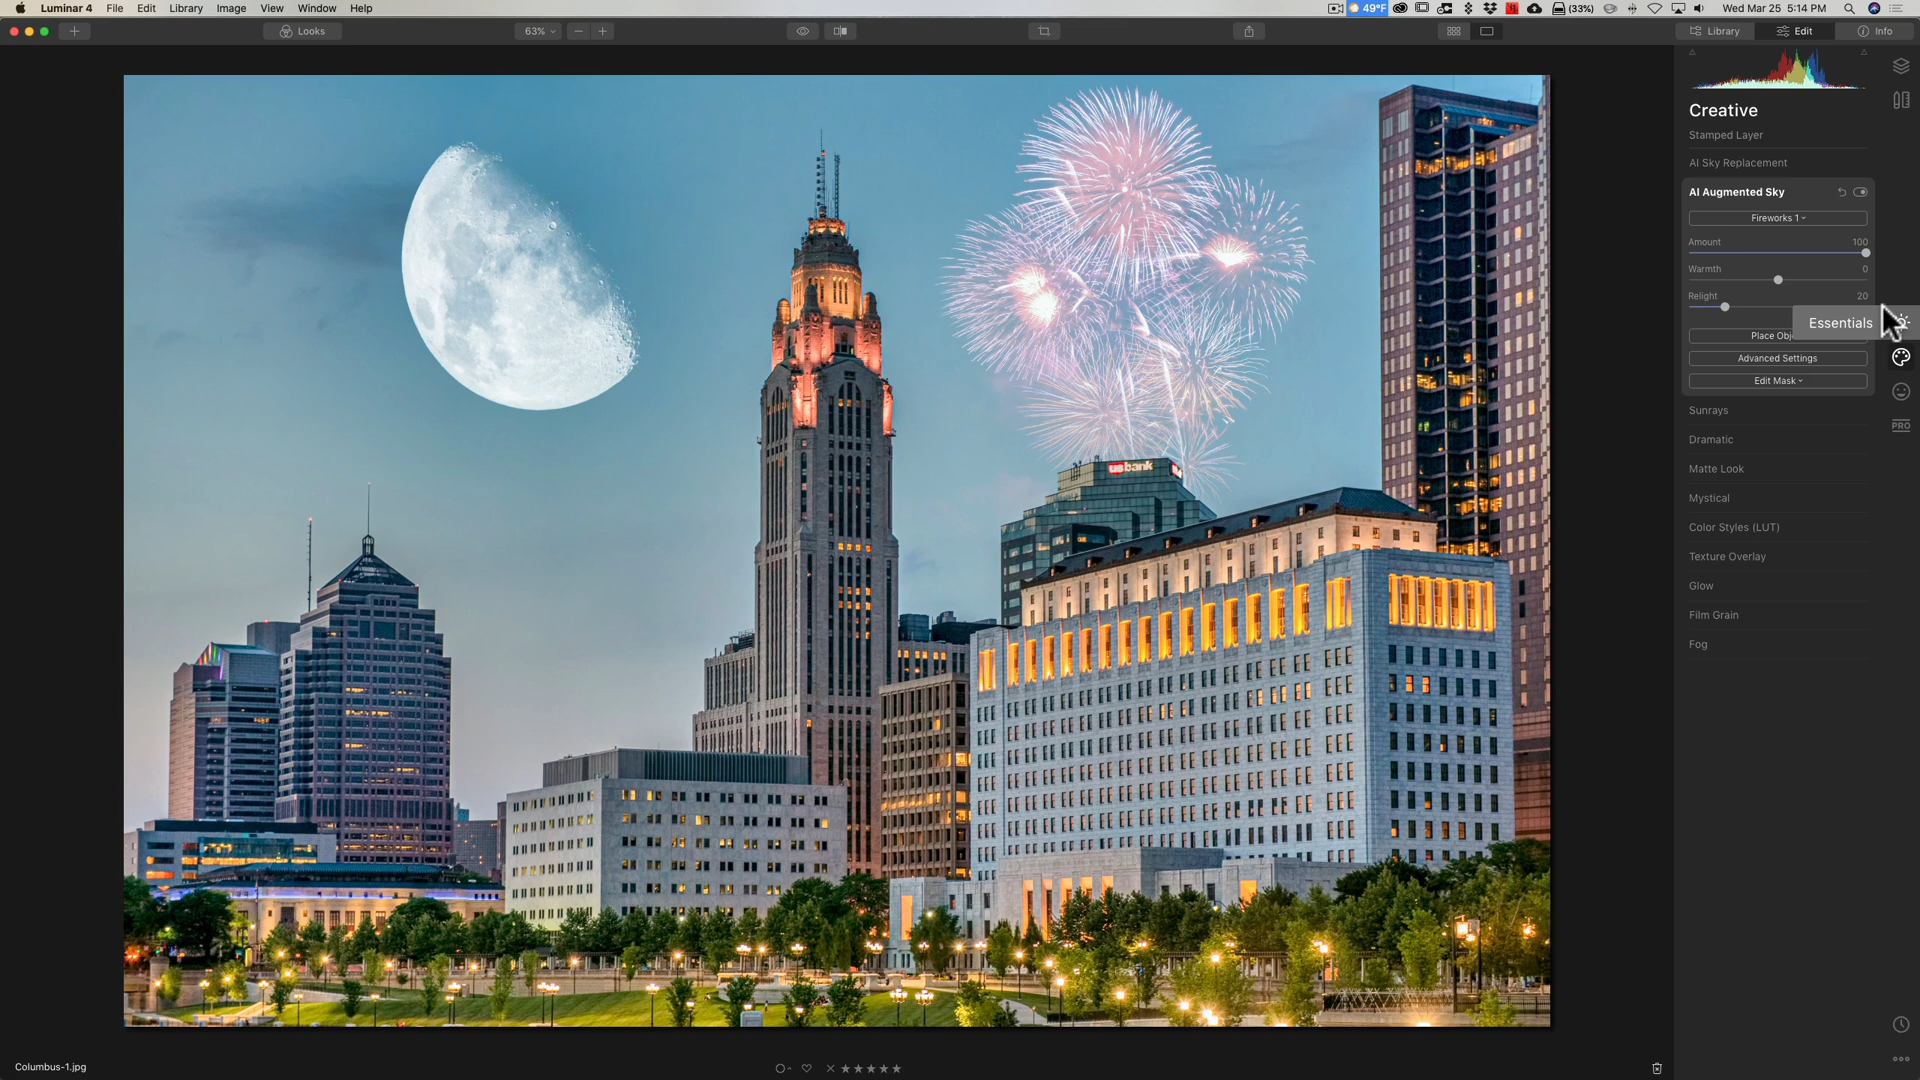 Luminar 4 File Edit Library Image View Window Help
49°F (33%) Wed Mar 25 5:14 PM
Looks 63% Library Edit Info
Creative
Stamped Layer
AI Sky Replacement
AI Augmented Sky
Fireworks 1
Amount 100
Warmth 0
Relight 20
Essentials
Place Obj
Advanced Settings
Edit Mask
PRO
Sunrays
Dramatic
Matte Look
Mystical
Color Styles (LUT)
Texture Overlay
Glow
Film Grain
Fog
usbank
Columbus-1.jpg